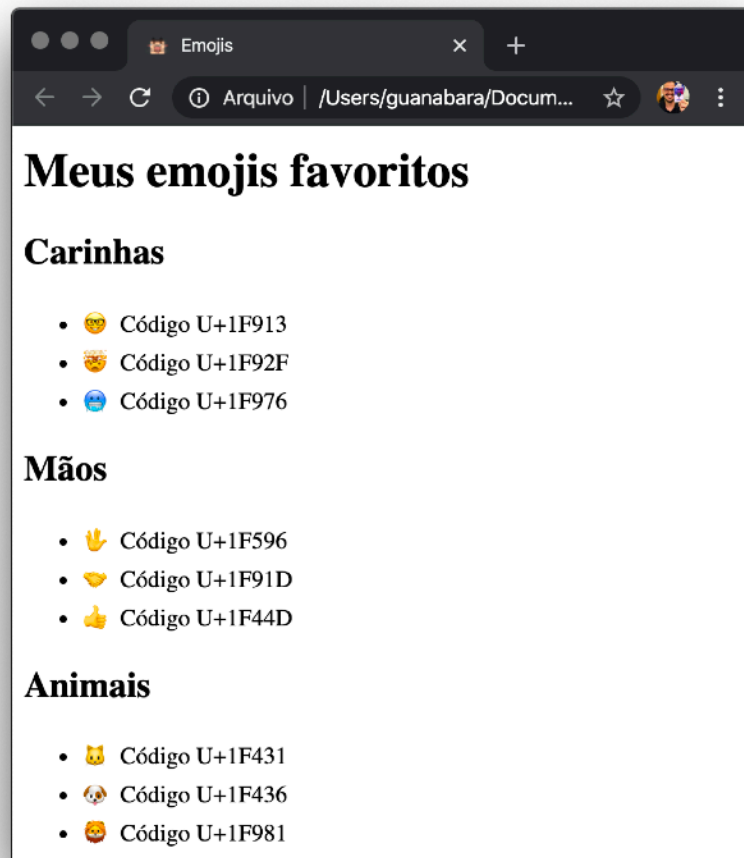 Emojis
Arquivo | /Users/guanabara/Docum...
Meus emojis favoritos
Carinhas
• 🤓 Código U+1F913
• 🤯 Código U+1F92F
• 🥶 Código U+1F976
Mãos
• 🖖 Código U+1F596
• 🤝 Código U+1F91D
• 👍 Código U+1F44D
Animais
• 🐱 Código U+1F431
• 🐶 Código U+1F436
• 🦁 Código U+1F981